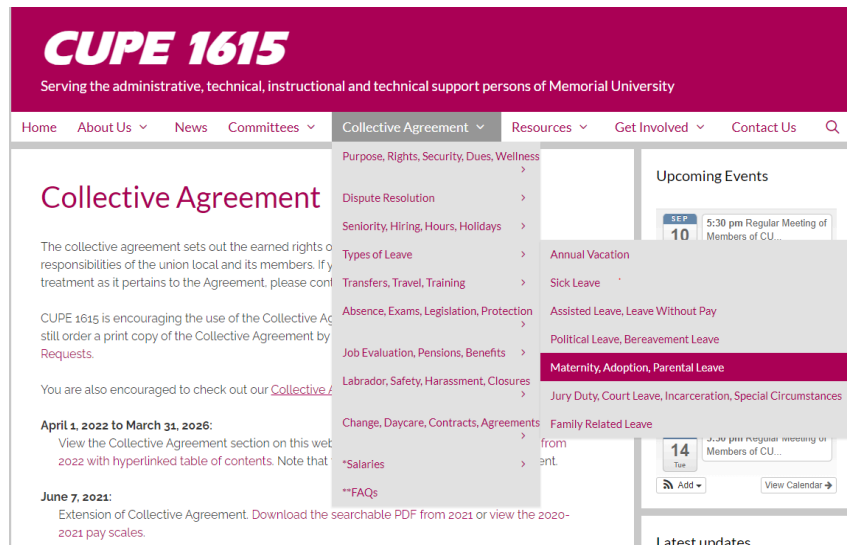 CUPE 1615
Serving the administrative, technical, instructional and technical support persons of Memorial University
Home About Us News Committees Collective Agreement Resources Get Involved Contact Us
Purpose, Rights, Security, Dues, Wellness
Dispute Resolution
Seniority, Hiring, Hours, Holidays
Types of Leave
Transfers, Travel, Training
Absence, Exams, Legislation, Protection
Job Evaluation, Pensions, Benefits
Labrador, Safety, Harassment, Closures
Change, Daycare, Contracts, Agreements
*Salaries
**FAQs
Annual Vacation
Sick Leave
Assisted Leave, Leave Without Pay
Political Leave, Bereavement Leave
Maternity, Adoption, Parental Leave
Jury Duty, Court Leave, Incarceration, Special Circumstances
Family Related Leave
Collective Agreement
The collective agreement sets out the earned rights
responsibilities of the union local and its members. If
treatment as it pertains to the Agreement, please
CUPE 1615 is encouraging the use of the Collective
still order a print copy of the Collective Agreement by
Requests.
You are also encouraged to check out our Collective
April 1, 2022 to March 31, 2026:
View the Collective Agreement section on this from
2022 with hyperlinked table of contents. Note that
June 7, 2021:
Extension of Collective Agreement. Download the searchable PDF from 2021 or view the 2020-
2021 pay scales.
Upcoming Events
SEP
10
5:30 pm Regular Meeting of
Members of CU...
14
Tue
5:30 pm Regular Meeting of
Members of CU...
Add
View Calendar
Latest updates